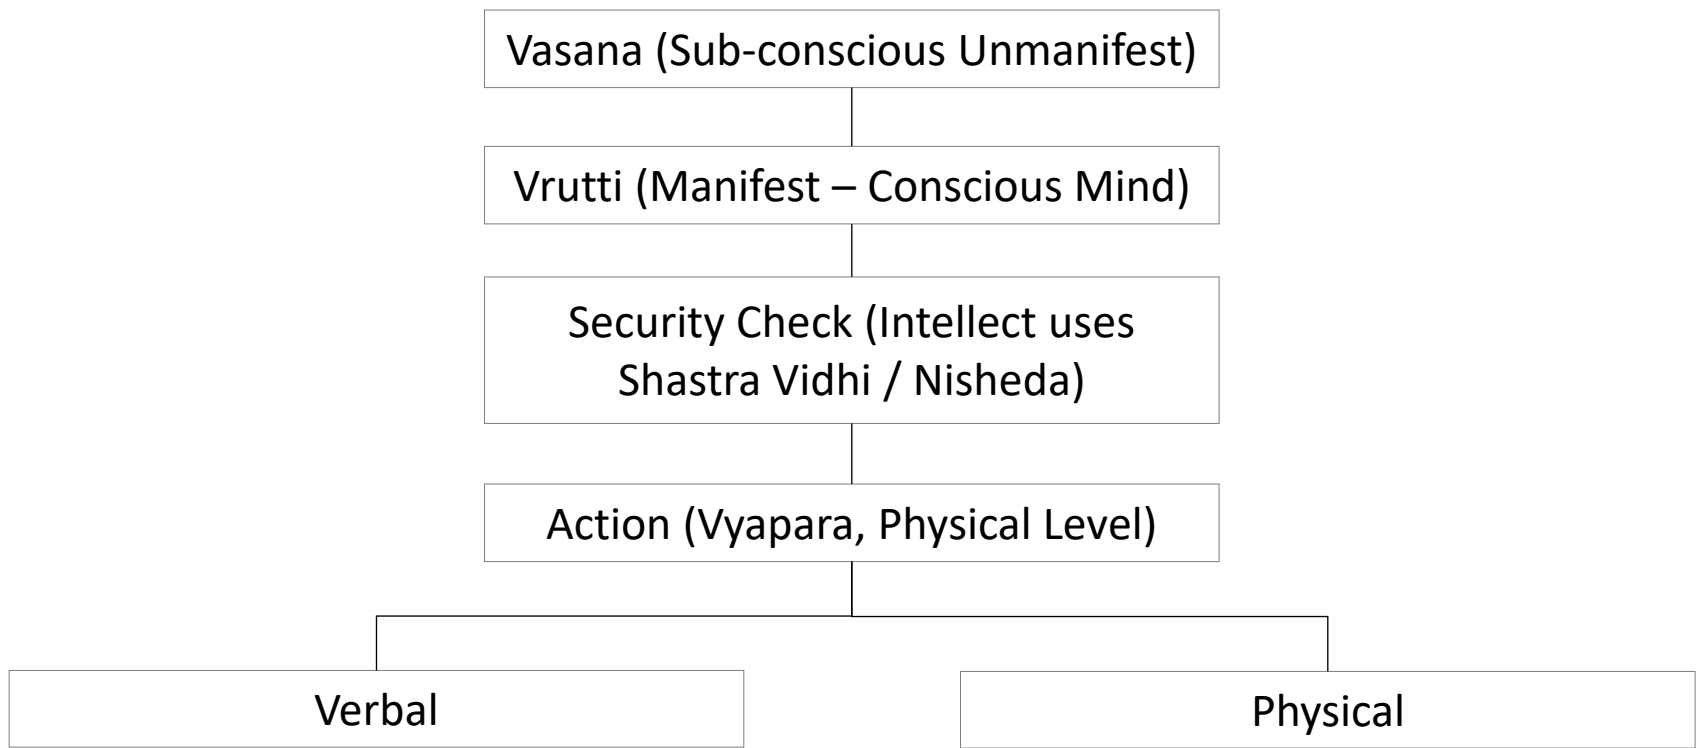 Vasana (Sub-conscious Unmanifest)
Vrutti (Manifest – Conscious Mind)
Security Check (Intellect uses
Shastra Vidhi / Nisheda)
Action (Vyapara, Physical Level)
Verbal
Physical